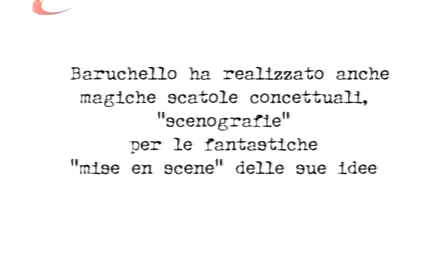 Baruchello ha realizzato anche
magiche scatole concettuali,
"scenografie"
per le fantastiche
"mise en scene" delle sue idee